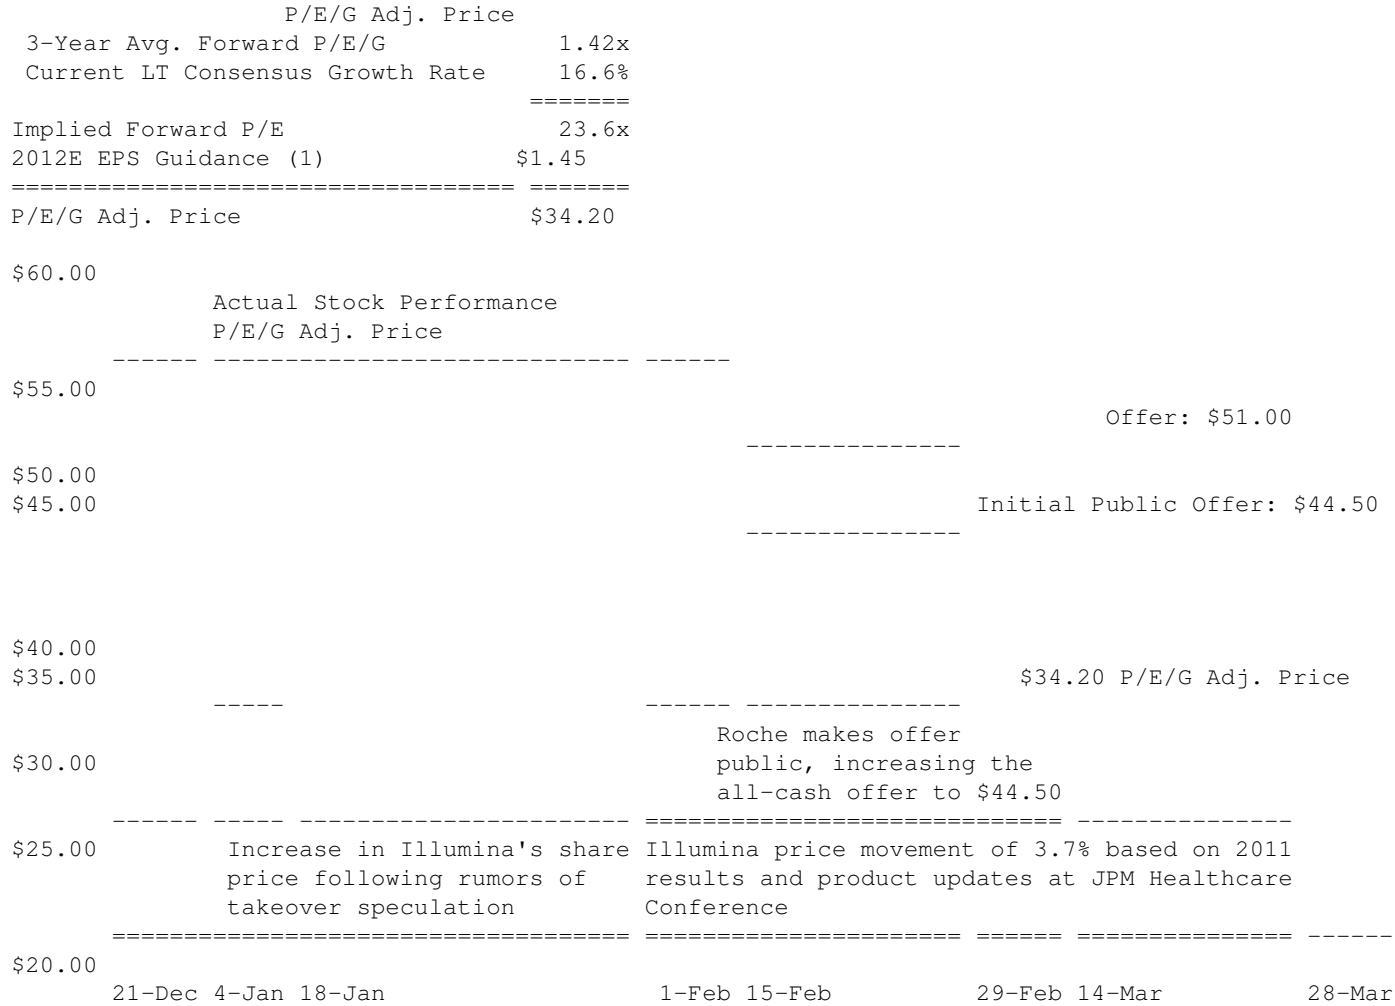 P/E/G Adj. Price
3-Year Avg. Forward P/E/G 1.42x
Current LT Consensus Growth Rate 16.6%
=======
Implied Forward P/E 23.6x
2012E EPS Guidance (1) $1.45
=================================== =======
P/E/G Adj. Price $34.20
$60.00
Actual Stock Performance
P/E/G Adj. Price
------ ----------------------------- ------
$55.00
Offer: $51.00
---------------
$50.00
$45.00 Initial Public Offer: $44.50
---------------
$40.00
$35.00 $34.20 P/E/G Adj. Price
----- ------ ---------------
Roche makes offer
$30.00 public, increasing the
all-cash offer to $44.50
------ ----- ----------------------- ============================= ---------------
$25.00 Increase in Illumina's share Illumina price movement of 3.7% based on 2011
price following rumors of results and product updates at JPM Healthcare
takeover speculation Conference
==================================== ====================== ====== =============== ------
$20.00
21-Dec 4-Jan 18-Jan 1-Feb 15-Feb 29-Feb 14-Mar 28-Mar